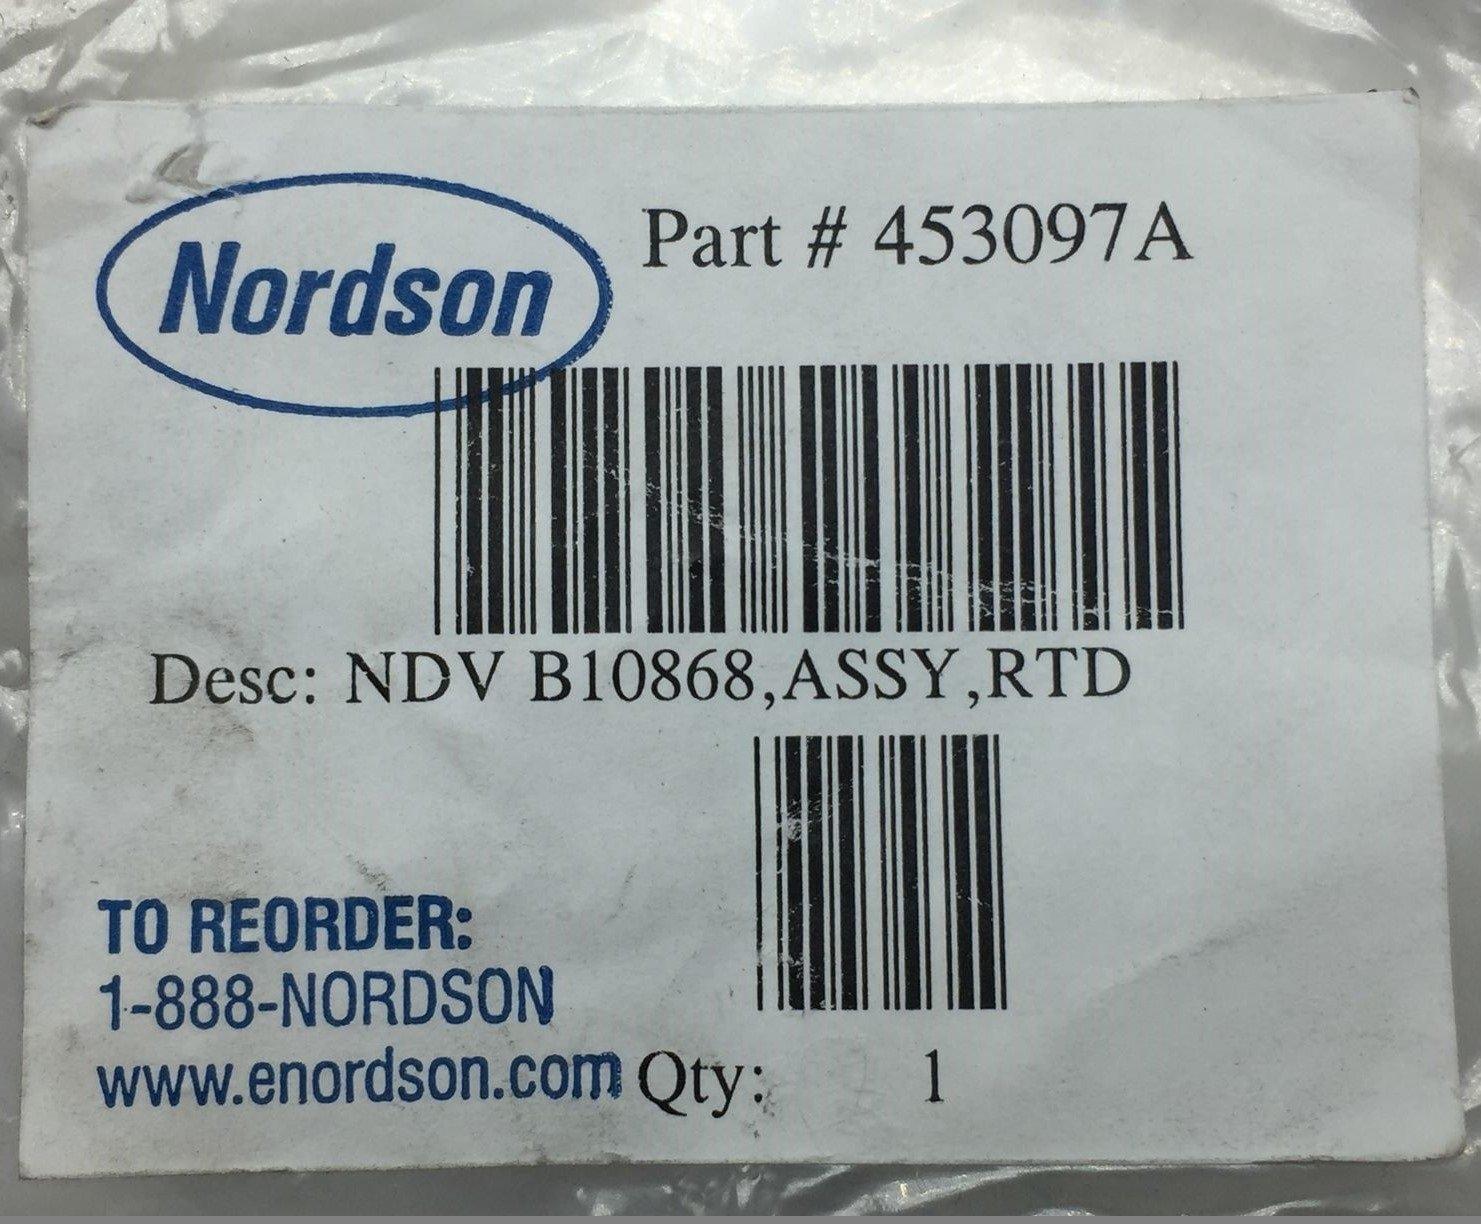 Nordson
Part # 453097A
Desc: NDV B10868,ASSY,RTD
TO REORDER:
1-888-NORDSON
www.enordson.com
Qty: 1